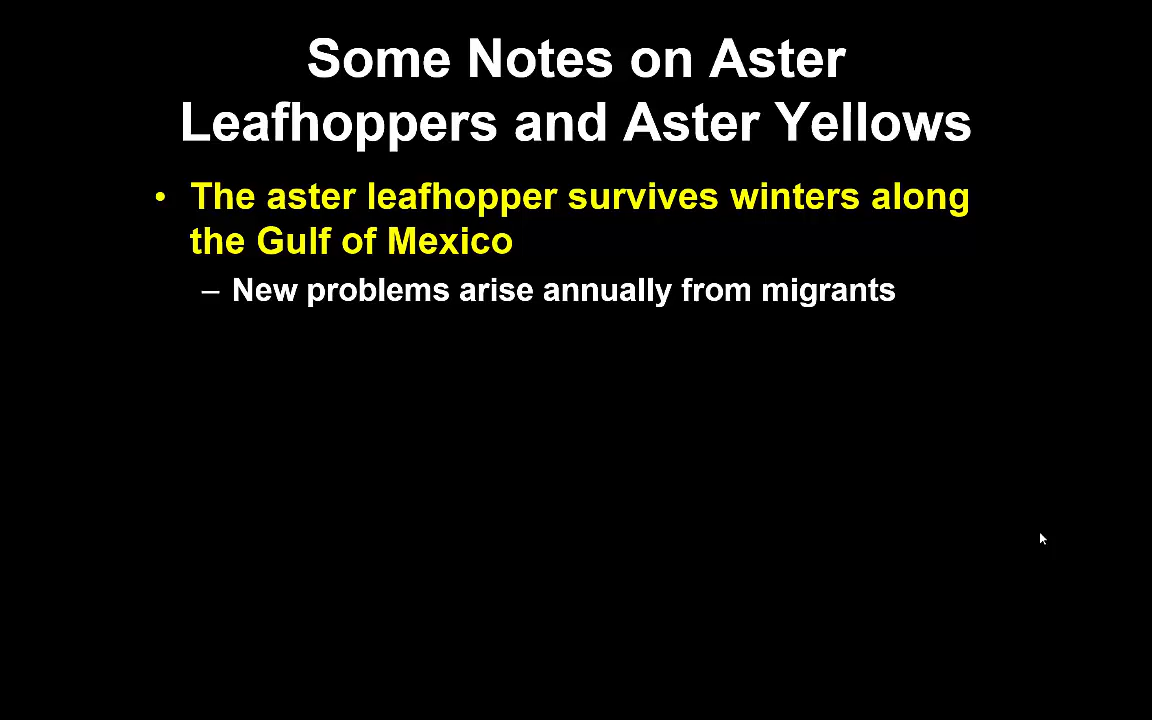 Some Notes on Aster
Leafhoppers and Aster Yellows
• The aster leafhopper survives winters along
the Gulf of Mexico
– New problems arise annually from migrants